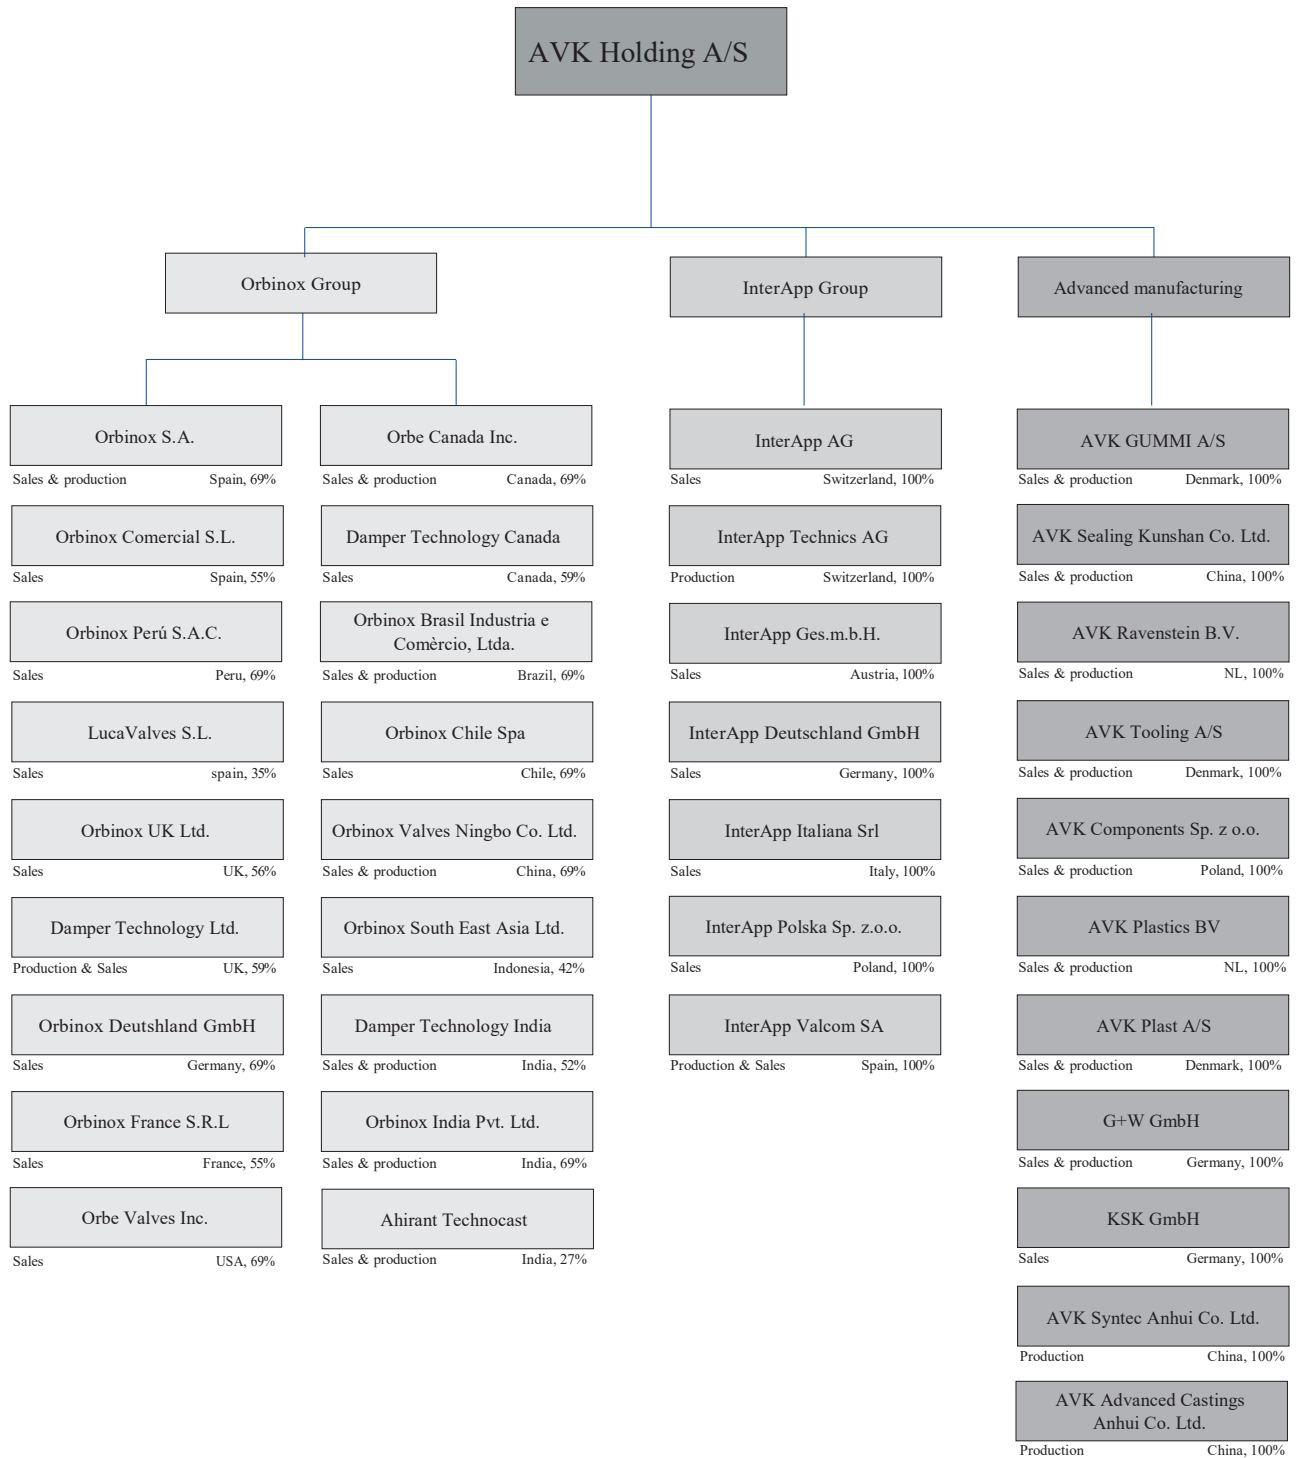 AVK Holding A/S
Orbinox Group
InterApp Group
Advanced manufacturing
Orbinox S.A.
Sales & production Spain, 69%
Orbinox Comercial S.L.
Sales Spain, 55%
Orbinox Perú S.A.C.
Sales Peru, 69%
LucaValves S.L.
Sales spain, 35%
Orbinox UK Ltd.
Sales UK, 56%
Damper Technology Ltd.
Production & Sales UK, 59%
Orbinox Deutshland GmbH
Sales Germany, 69%
Orbinox France S.R.L
Sales France, 55%
Orbe Valves Inc.
Sales USA, 69%
Orbe Canada Inc.
Sales & production Canada, 69%
Damper Technology Canada
Sales Canada, 59%
Orbinox Brasil Industria e
Comèrcio, Ltda.
Sales & production Brazil, 69%
Orbinox Chile Spa
Sales Chile, 69%
Orbinox Valves Ningbo Co. Ltd.
Sales & production China, 69%
Orbinox South East Asia Ltd.
Sales Indonesia, 42%
Damper Technology India
Sales & production India, 52%
Orbinox India Pvt. Ltd.
Sales & production India, 69%
Ahirant Technocast
Sales & production India, 27%
InterApp AG
Sales Switzerland, 100%
InterApp Technics AG
Production Switzerland, 100%
InterApp Ges.m.b.H.
Sales Austria, 100%
InterApp Deutschland GmbH
Sales Germany, 100%
InterApp Italiana Srl
Sales Italy, 100%
InterApp Polska Sp. z.o.o.
Sales Poland, 100%
InterApp Valcom SA
Production & Sales Spain, 100%
AVK GUMMI A/S
Sales & production Denmark, 100%
AVK Sealing Kunshan Co. Ltd.
Sales & production China, 100%
AVK Ravenstein B.V.
Sales & production NL, 100%
AVK Tooling A/S
Sales & production Denmark, 100%
AVK Components Sp. z o.o.
Sales & production Poland, 100%
AVK Plastics BV
Sales & production NL, 100%
AVK Plast A/S
Sales & production Denmark, 100%
G+W GmbH
Sales & production Germany, 100%
KSK GmbH
Sales Germany, 100%
AVK Syntec Anhui Co. Ltd.
Production China, 100%
AVK Advanced Castings
Anhui Co. Ltd.
Production China, 100%